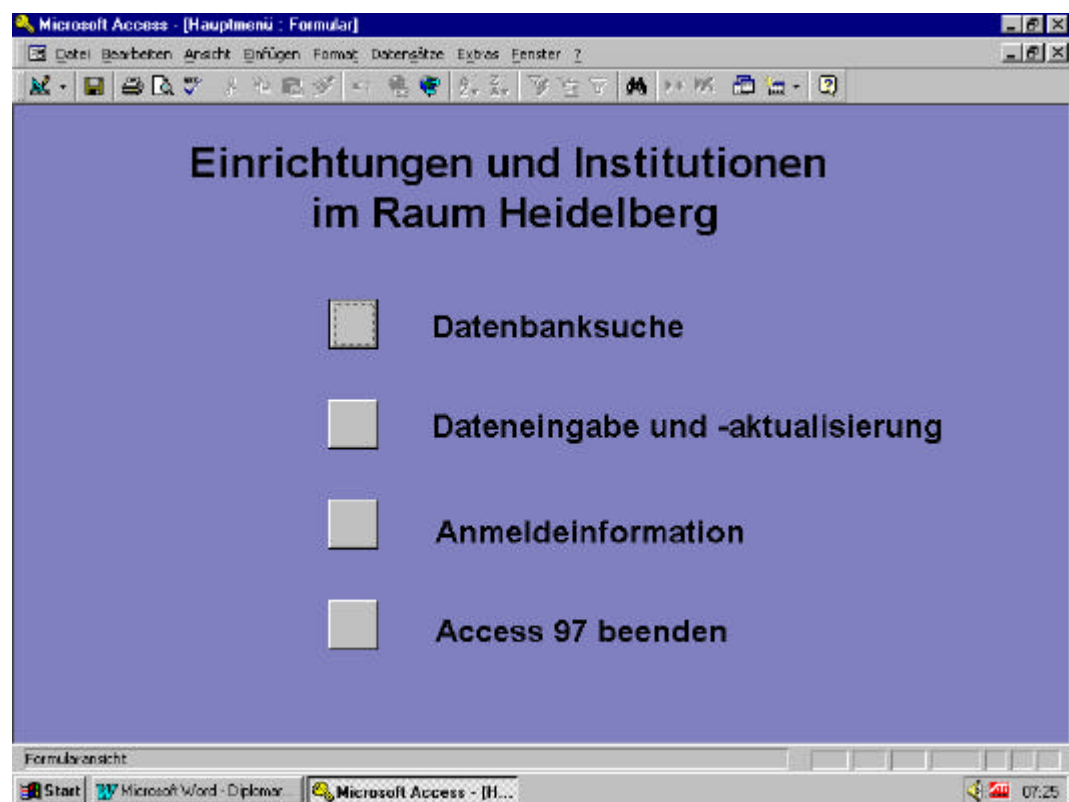 Microsoft Access - [Hauptmenü : Formular]
Datei Bearbeiten Ansicht Einfügen Format Datensätze Extras Fenster ?
Einrichtungen und Institutionen
im Raum Heidelberg
Datenbanksuche
Dateneingabe und -aktualisierung
Anmeldeinformation
Access 97 beenden
Formularansicht
Start Microsoft Word - Diplomar... Microsoft Access - [H... 07:25